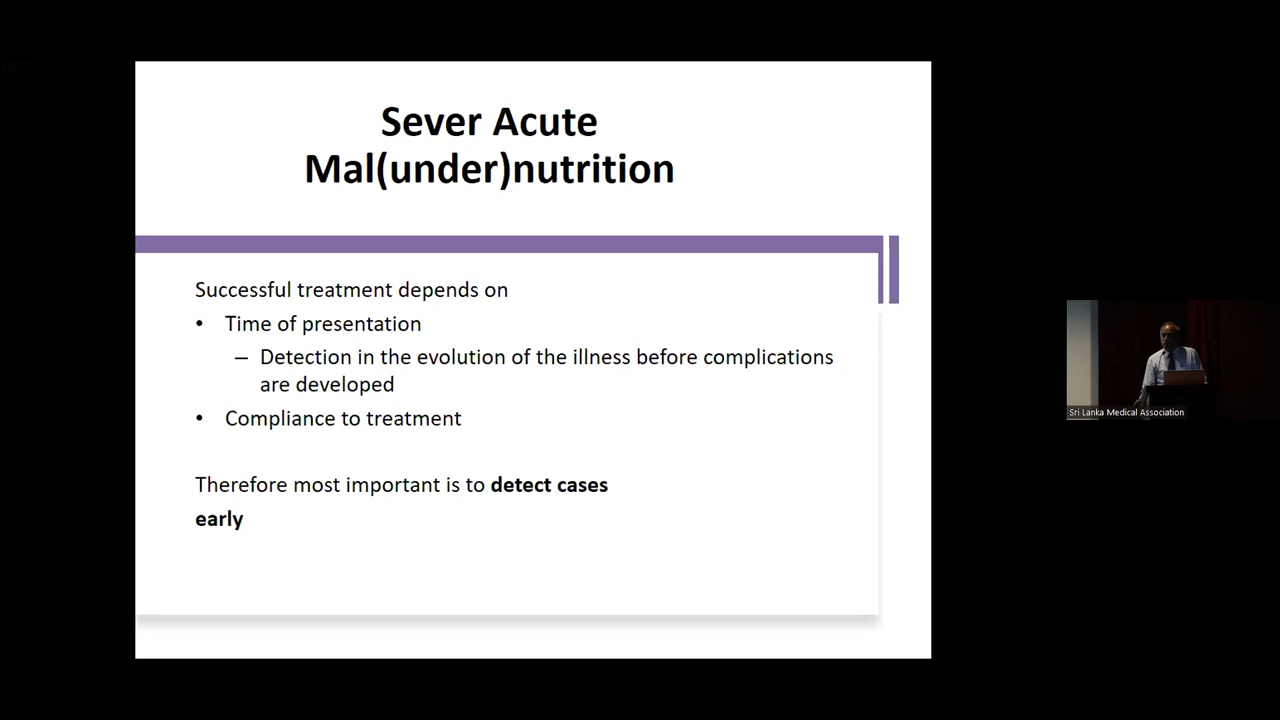 Sever Acute
Mal(under)nutrition
Successful treatment depends on
• Time of presentation
– Detection in the evolution of the illness before complications
are developed
• Compliance to treatment
Therefore most important is to detect cases
early
Sri Lanka Medical Association